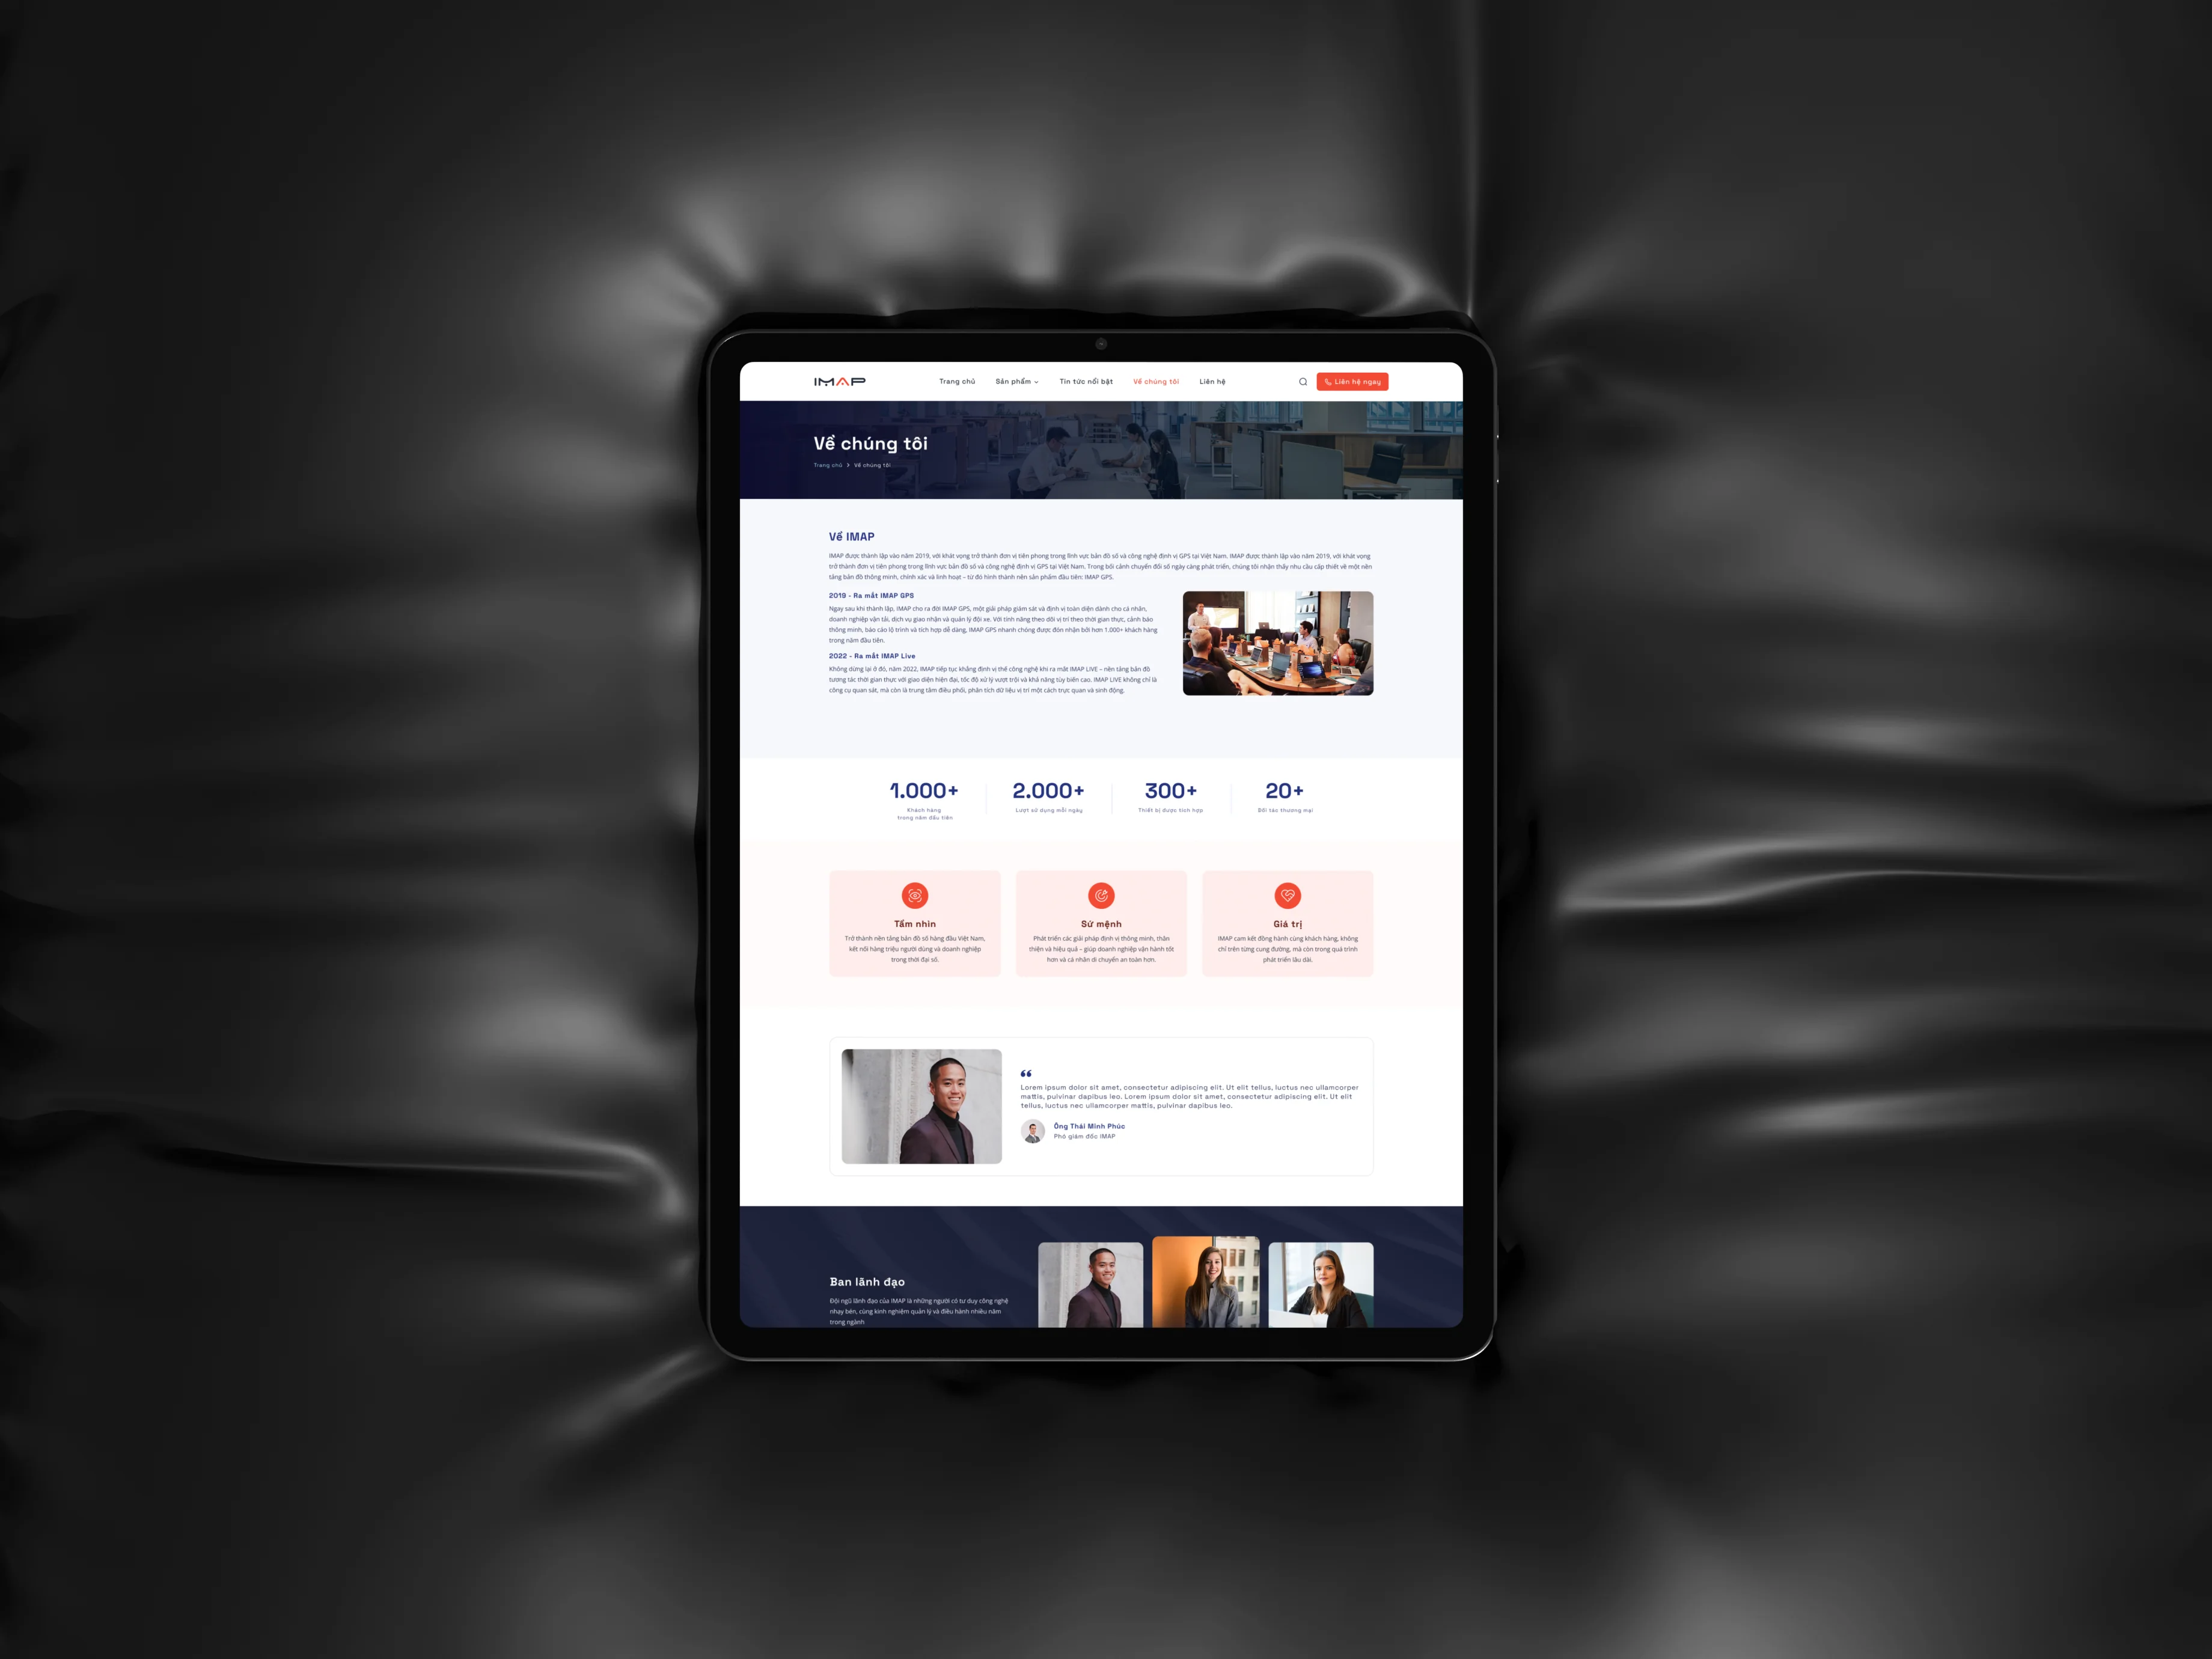 IMAP
Trang chủ
Sản phẩm
Tin tức nổi bật
Về chúng tôi
Liên hệ
Liên hệ ngay
Về chúng tôi
Trang chủ > Về chúng tôi
Về IMAP
IMAP được thành lập vào năm 2019, với khát vọng trở thành đơn vị tiên phong trong lĩnh vực bản đồ số và công nghệ định vị GPS tại Việt Nam. IMAP được thành lập vào năm 2019, với khát vọng
trở thành đơn vị tiên phong trong lĩnh vực bản đồ số và công nghệ định vị GPS tại Việt Nam. Trong bối cảnh chuyển đổi số ngày càng phát triển, chúng tôi nhận thấy nhu cầu cấp thiết về một nền
tảng bản đồ thông minh, chính xác và linh hoạt – từ đó hình thành nên sản phẩm đầu tiên: IMAP GPS.
2019 - Ra mắt IMAP GPS
Ngay sau khi thành lập, IMAP cho ra đời IMAP GPS, một giải pháp giám sát và định vị toàn diện dành cho cá nhân,
doanh nghiệp vận tải, dịch vụ giao nhận và quản lý đội xe. Với tính năng theo dõi vị trí theo thời gian thực, cảnh báo
thông minh, báo cáo lộ trình và tích hợp dễ dàng, IMAP GPS nhanh chóng được đón nhận bởi hơn 1.000+ khách hàng
trong năm đầu tiên.
2022 - Ra mắt IMAP Live
Không dừng lại ở đó, năm 2022, IMAP tiếp tục khẳng định vị thế công nghệ khi ra mắt IMAP LIVE – nền tảng bản đồ
tương tác thời gian thực với giao diện hiện đại, tốc độ xử lý vượt trội và khả năng tùy biến cao. IMAP LIVE không chỉ là
công cụ quan sát, mà còn là trung tâm điều phối, phân tích dữ liệu vị trí một cách trực quan và sinh động.
1.000+
Khách hàng
trong năm đầu tiên
2.000+
Lượt sử dụng mỗi ngày
300+
Thiết bị được tích hợp
20+
Đối tác thương mại
Tầm nhìn
Trở thành nền tảng bản đồ số hàng đầu Việt Nam,
kết nối hàng triệu người dùng và doanh nghiệp
trong thời đại số.
Sứ mệnh
Phát triển các giải pháp định vị thông minh, thân
thiện và hiệu quả – giúp doanh nghiệp vận hành tốt
hơn và cá nhân di chuyển an toàn hơn.
Giá trị
IMAP cam kết đồng hành cùng khách hàng, không
chỉ trên từng cung đường, mà còn trong quá trình
phát triển lâu dài.
“
Lorem ipsum dolor sit amet, consectetur adipiscing elit. Ut elit tellus, luctus nec ullamcorper
mattis, pulvinar dapibus leo. Lorem ipsum dolor sit amet, consectetur adipiscing elit. Ut elit
tellus, luctus nec ullamcorper mattis, pulvinar dapibus leo.
Ông Thái Minh Phúc
Phó giám đốc IMAP
Ban lãnh đạo
Đội ngũ lãnh đạo của IMAP là những người có tư duy công nghệ
nhạy bén, cùng kinh nghiệm quản lý và điều hành nhiều năm
trong ngành